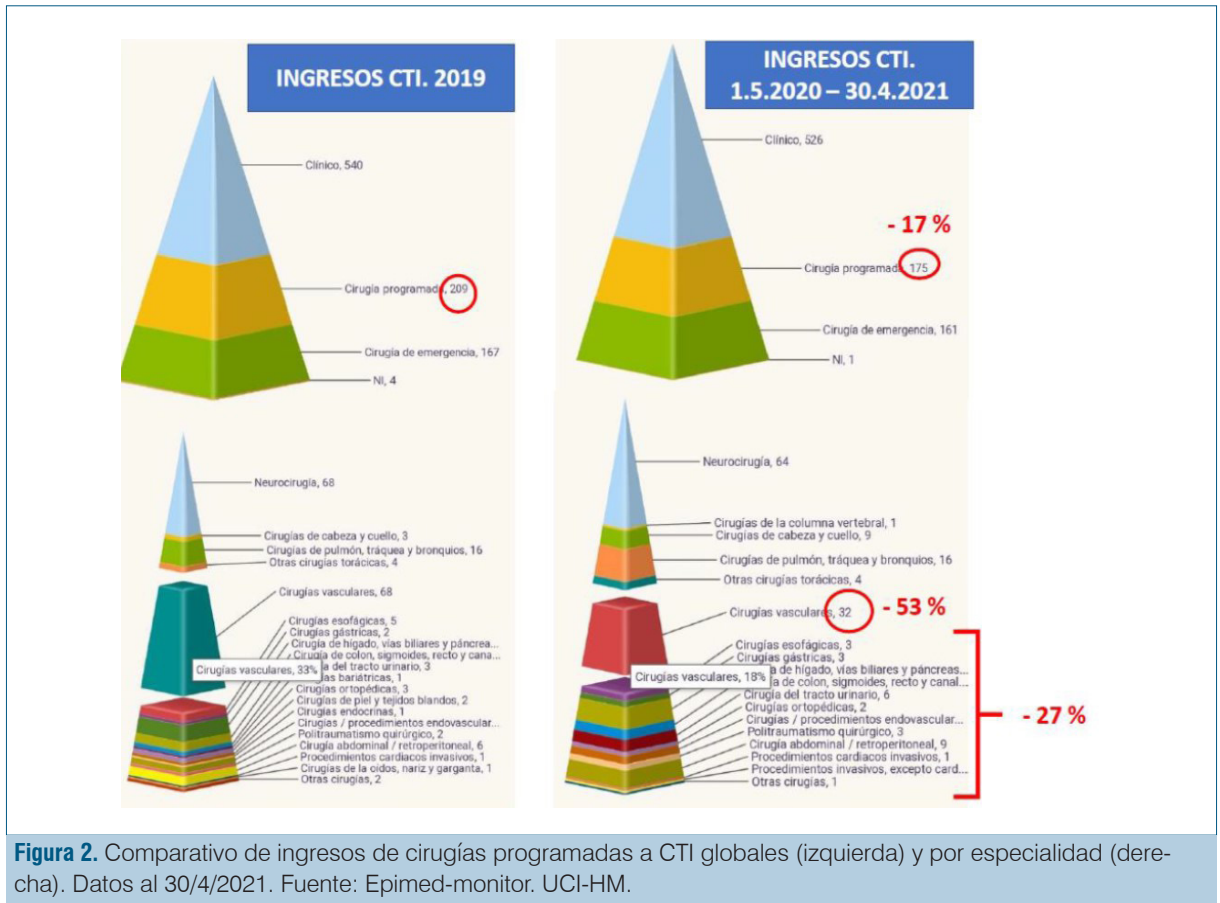 INGRESOS CTI. 2019
Clínico, 540
Cirugía programada, 209
Cirugía de emergencia, 167
NI, 4
Neurocirugía, 68
Cirugías de cabeza y cuello, 3
Cirugías de pulmón, tráquea y bronquios, 16
Otras cirugías torácicas, 4
Cirugías vasculares, 68
Cirugías esofágicas, 5
Cirugías gástricas, 2
Cirugía de hígado, vías biliares y páncrea...
Cirugía de colon, sigmoides, recto y cana...
Cirugías vasculares, 33%
del tracto urinario, 3
bariátricas, 1
Cirugías ortopédicas, 3
Cirugías de piel y tejidos blandos, 2
Cirugías endocrinas, 1
Cirugías / procedimientos endovascular...
Politraumatismo quirúrgico, 2
Cirugía abdominal / retroperitoneal, 6
Procedimientos cardiacos invasivos, 1
Cirugías de la oídos, nariz y garganta, 1
Otras cirugías, 2
INGRESOS CTI.
1.5.2020 – 30.4.2021
Clínico, 526
- 17 %
Cirugía programada, 175
Cirugía de emergencia, 161
NI, 1
Neurocirugía, 64
Cirugías de la columna vertebral, 1
Cirugías de cabeza y cuello, 9
Cirugías de pulmón, tráquea y bronquios, 16
Otras cirugías torácicas, 4
Cirugías vasculares, 32
- 53 %
Cirugías esofágicas, 3
Cirugías gástricas, 3
de hígado, vías biliares y páncreas...
Cirugías vasculares, 18%
de colon, sigmoides, recto y canal...
Cirugía del tracto urinario, 6
Cirugías ortopédicas, 2
Cirugías / procedimientos endovascular...
Politraumatismo quirúrgico, 3
Cirugía abdominal / retroperitoneal, 9
Procedimientos cardiacos invasivos, 1
Procedimientos invasivos, excepto card...
Otras cirugías, 1
- 27 %
Figura 2. Comparativo de ingresos de cirugías programadas a CTI globales (izquierda) y por especialidad (dere-
cha). Datos al 30/4/2021. Fuente: Epimed-monitor. UCI-HM.